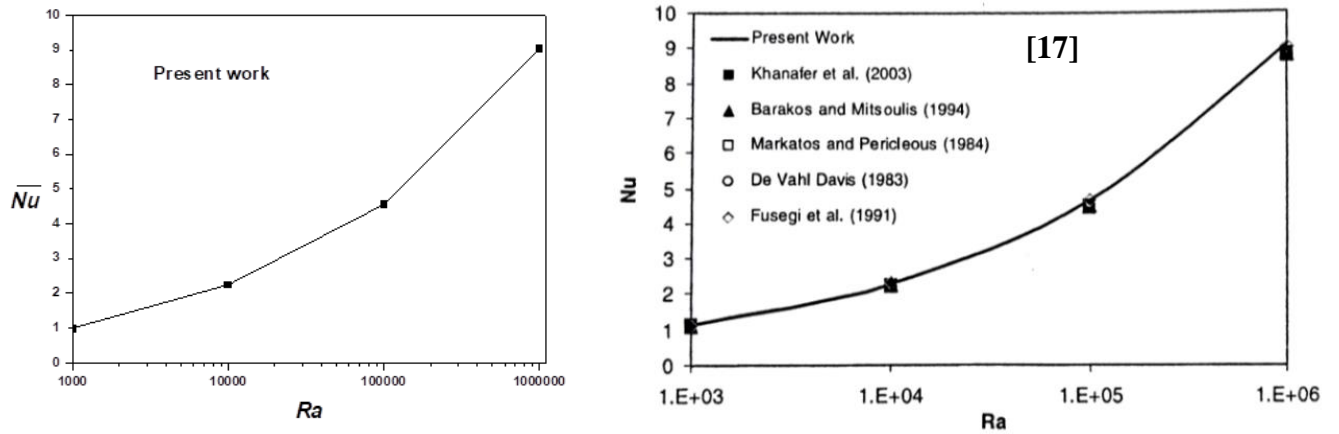 10
9
8
7
6
5
4
3
2
1
0
Nu
Present work
1000
10000
100000
1000000
Ra
10
9
8
7
6
5
4
3
2
1
0
Nu
Present Work
Khanafer et al. (2003)
Barakos and Mitsoulis (1994)
Markatos and Pericleous (1984)
De Vahl Davis (1983)
Fusegi et al. (1991)
[17]
1.E+03
1.E+04
1.E+05
1.E+06
Ra